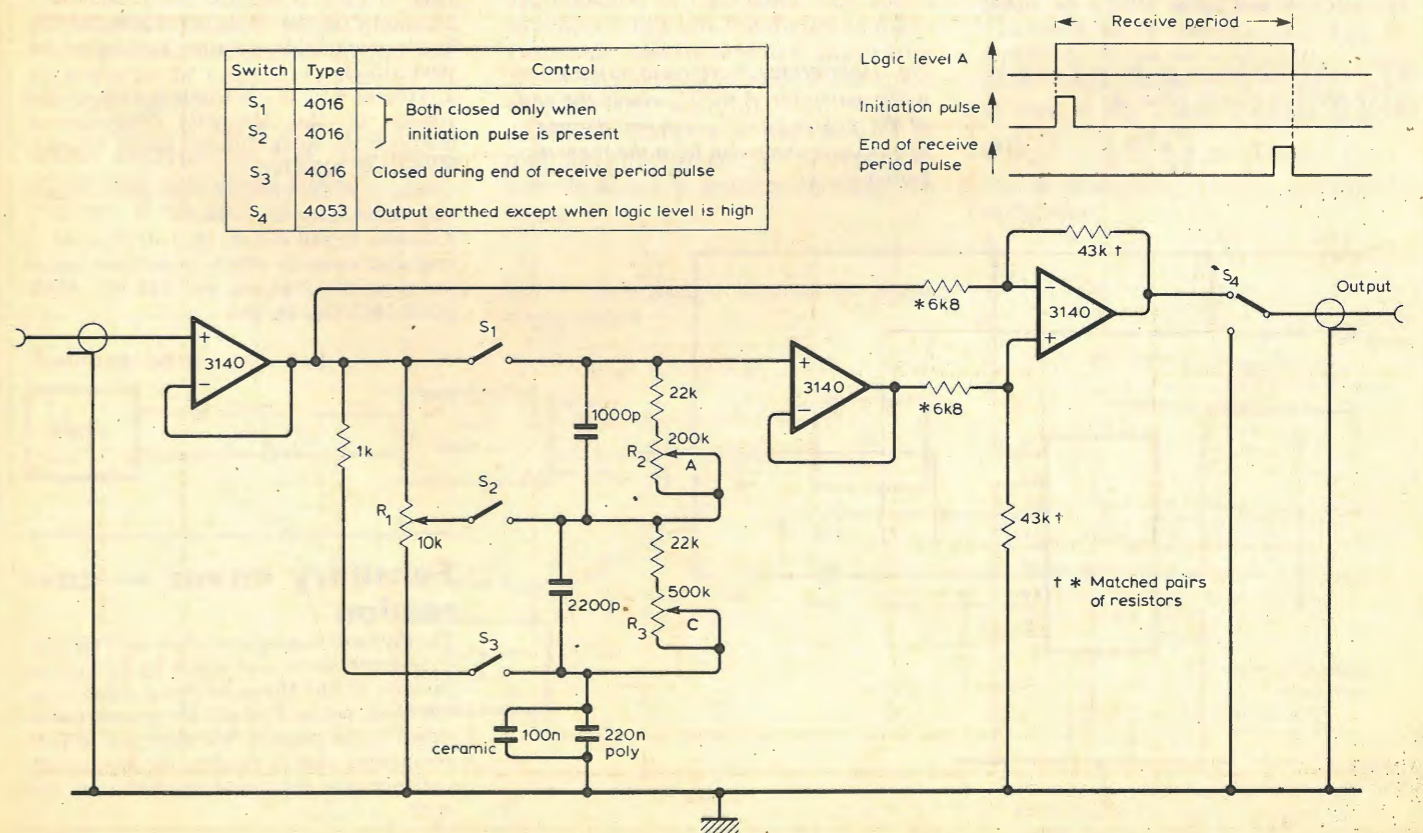 Receive period
Logic level A
Initiation pulse
End of receive
period pulse
Switch Type Control
S1 4016 Both closed only when
S2 4016 initiation pulse is present
S3 4016 Closed during end of receive period pulse
S4 4053 Output earthed except when logic level is high
43k †
*6k8
3140
S4
Output
S1
3140
3140
*6k8
22k
1000p
200k
R2
A
1k
S2
R1
10k
22k
43k †
2200p
500k
R3
C
† * Matched pairs
of resistors
S3
100n
220n
ceramic
poly